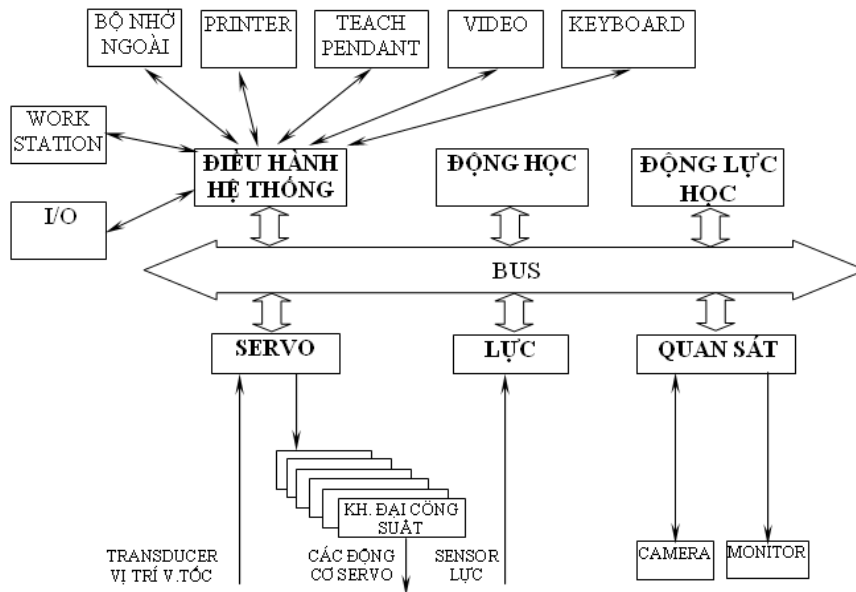 BỘ NHỚ
NGOÀI
PRINTER
TEACH
PENDANT
VIDEO
KEYBOARD
WORK
STATION
ĐIỀU HÀNH
HỆ THỐNG
ĐỘNG HỌC
ĐỘNG LỰC
HỌC
I/O
BUS
SERVO
LỰC
QUAN SÁT
KH. ĐẠI CÔNG
SUẤT
TRANSDUCER
VỊ TRÍ V.TỐC
CÁC ĐỘNG
CƠ SERVO
SENSOR
LỰC
CAMERA
MONITOR